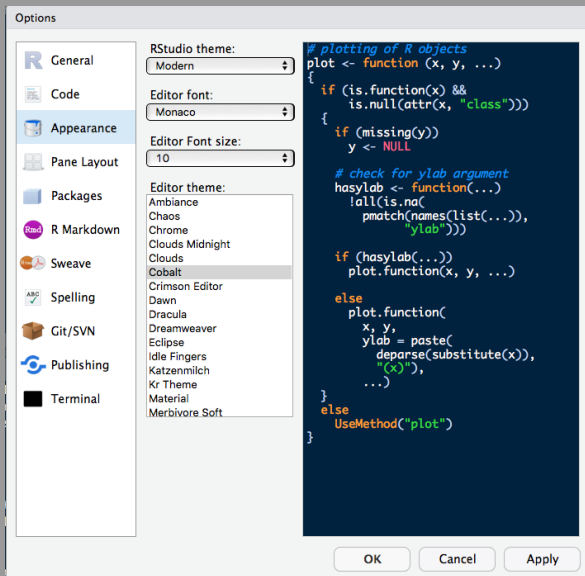 Options
R General
Code
Appearance
Pane Layout
Packages
Rmd R Markdown
Sweave
ABC Spelling
Git/SVN
Publishing
Terminal
RStudio theme:
Modern
Editor font:
Monaco
Editor Font size:
10
Editor theme:
Ambiance
Chaos
Chrome
Clouds Midnight
Clouds
Cobalt
Crimson Editor
Dawn
Dracula
Dreamweaver
Eclipse
Idle Fingers
Katzenmilch
Kr Theme
Material
Merbivore Soft
# plotting of R objects
plot <- function (x, y, ...)
{
  if (is.function(x) &&
      is.null(attr(x, "class")))
  {
    if (missing(y))
      y <- NULL

    # check for ylab argument
    hasylab <- function(...)
      !all(is.na(
        pmatch(names(list(...)),
              "ylab")))

    if (hasylab(...))
      plot.function(x, y, ...)

    else
      plot.function(
        x, y,
        ylab = paste(
          deparse(substitute(x)),
          "(x)"),
        ...)
  }
  else
    UseMethod("plot")
}
OK Cancel Apply